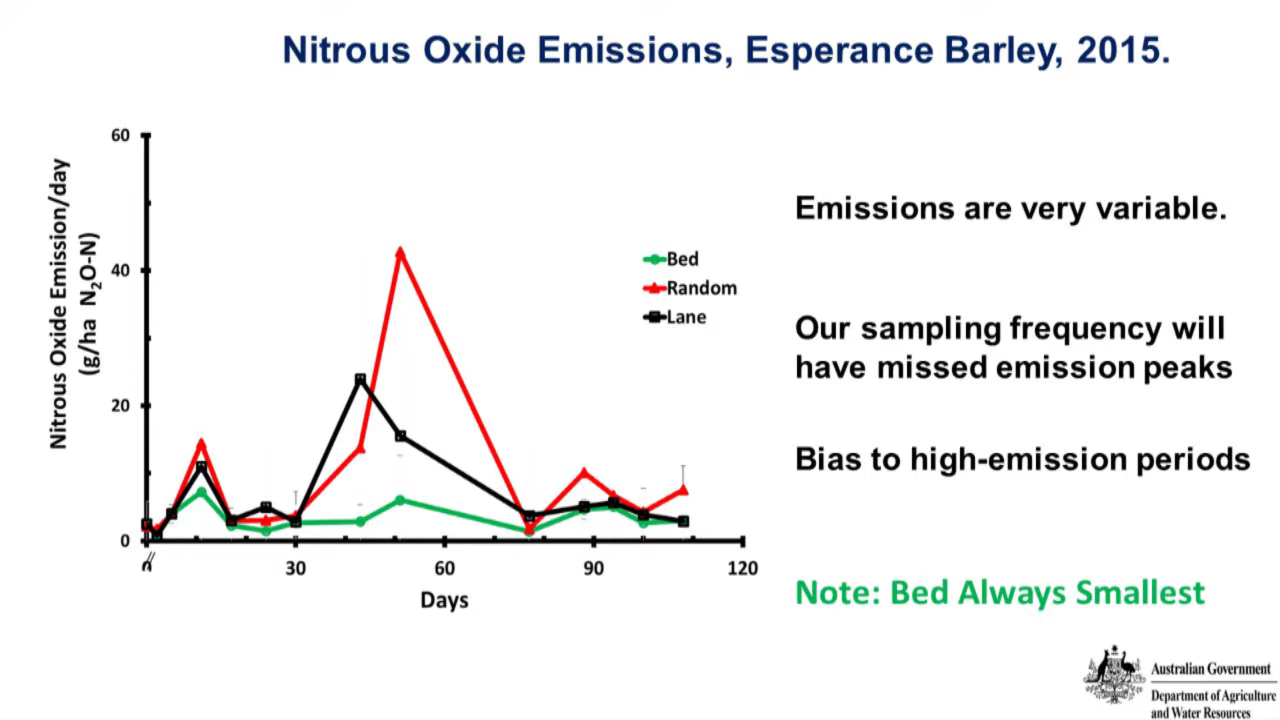 Nitrous Oxide Emissions, Esperance Barley, 2015.
60
40
20
0
Nitrous Oxide Emission/day
(g/ha N₂O-N)
Bed
Random
Lane
0
30
60
90
120
Days
Emissions are very variable.
Our sampling frequency will
have missed emission peaks
Bias to high-emission periods
Note: Bed Always Smallest
Australian Government
Department of Agriculture
and Water Resources